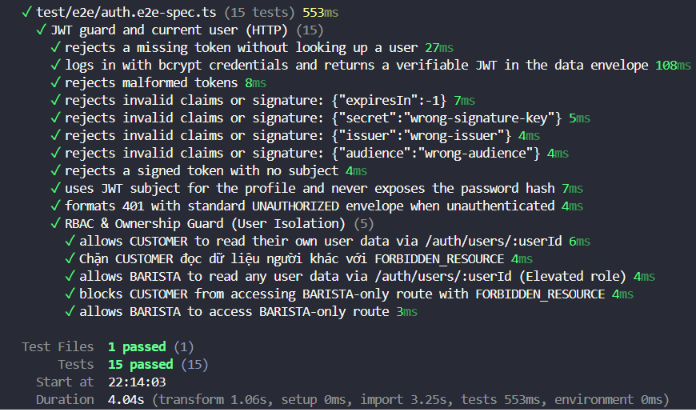 ✓ test/e2e/auth.e2e-spec.ts (15 tests) 553ms
✓ JWT guard and current user (HTTP) (15)
✓ rejects a missing token without looking up a user 27ms
✓ logs in with bcrypt credentials and returns a verifiable JWT in the data envelope 108ms
✓ rejects malformed tokens 8ms
✓ rejects invalid claims or signature: {"expiresIn":-1} 7ms
✓ rejects invalid claims or signature: {"secret":"wrong-signature-key"} 5ms
✓ rejects invalid claims or signature: {"issuer":"wrong-issuer"} 4ms
✓ rejects invalid claims or signature: {"audience":"wrong-audience"} 4ms
✓ rejects a signed token with no subject 4ms
✓ uses JWT subject for the profile and never exposes the password hash 7ms
✓ formats 401 with standard UNAUTHORIZED envelope when unauthenticated 4ms
✓ RBAC & Ownership Guard (User Isolation) (5)
✓ allows CUSTOMER to read their own user data via /auth/users/:userId 6ms
✓ Chặn CUSTOMER đọc dữ liệu người khác với FORBIDDEN_RESOURCE 4ms
✓ allows BARISTA to read any user data via /auth/users/:userId (Elevated role) 4ms
✓ blocks CUSTOMER from accessing BARISTA-only route with FORBIDDEN_RESOURCE 4ms
✓ allows BARISTA to access BARISTA-only route 3ms
Test Files 1 passed (1)
Tests 15 passed (15)
Start at 22:14:03
Duration 4.04s (transform 1.06s, setup 0ms, import 3.25s, tests 553ms, environment 0ms)